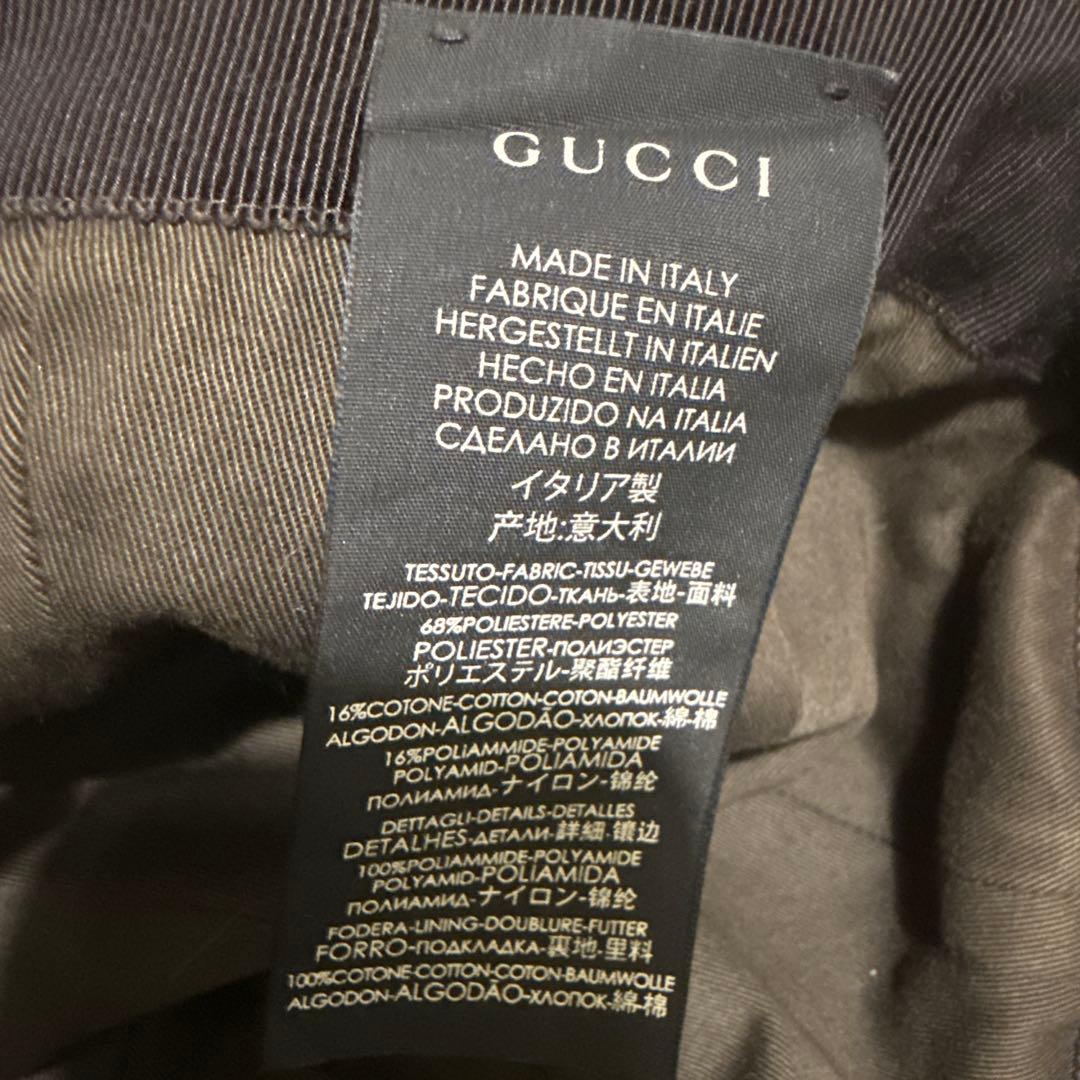 GUCCI
MADE IN ITALY
FABRIQUE EN ITALIE
HERGESTELLT IN ITALIEN
HECHO EN ITALIA
PRODUZIDO NA ITALIA
СДЕЛАНО В ИТАЛИИ
イタリア製
产地:意大利
TESSUTO-FABRIC-TISSU-GEWEBE
TEJIDO-TECIDO-ТКАНЬ-表地-面料
68%POLIESTERE-POLYESTER
POLIESTER-ПОЛИЭСТЕР
ポリエステル-聚酯纤维
16%COTONE-COTTON-COTON-BAUMWOLLE
ALGODON-ALGODÃO-ХЛОПОК-綿-棉
16%POLIAMMIDE-POLYAMIDE
POLYAMID-POLIAMIDA
ПОЛИАМИД-ナイロン-锦纶
DETTAGLI-DETAILS-DETALLES
DETALHES-ДЕТАЛИ-詳細-镶边
100%POLIAMMIDE-POLYAMIDE
POLYAMID-POLIAMIDA
ПОЛИАМИД-ナイロン-锦纶
FODERA-LINING-DOUBLURE-FUTTER
FORRO-ПОДКЛАДКА-裏地-里料
100%COTONE-COTTON-COTON-BAUMWOLLE
ALGODON-ALGODÃO-ХЛОПОК-綿-棉